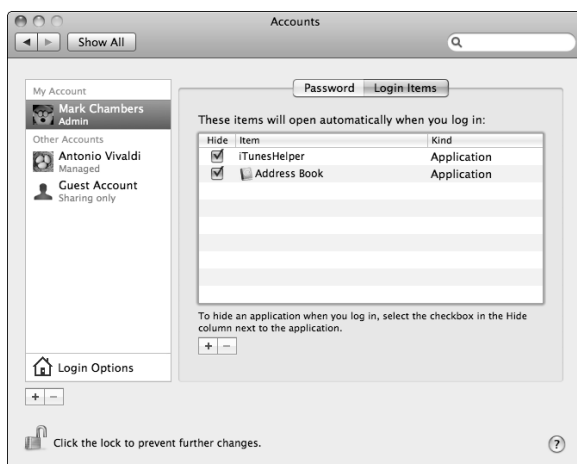 Accounts
Show All
My Account
Mark Chambers
Admin
Other Accounts
Antonio Vivaldi
Managed
Guest Account
Sharing only
Login Options
+ −
Password Login Items
These items will open automatically when you log in:
Hide Item Kind
iTunesHelper Application
Address Book Application
To hide an application when you log in, select the checkbox in the Hide
column next to the application.
+ −
Click the lock to prevent further changes.
?